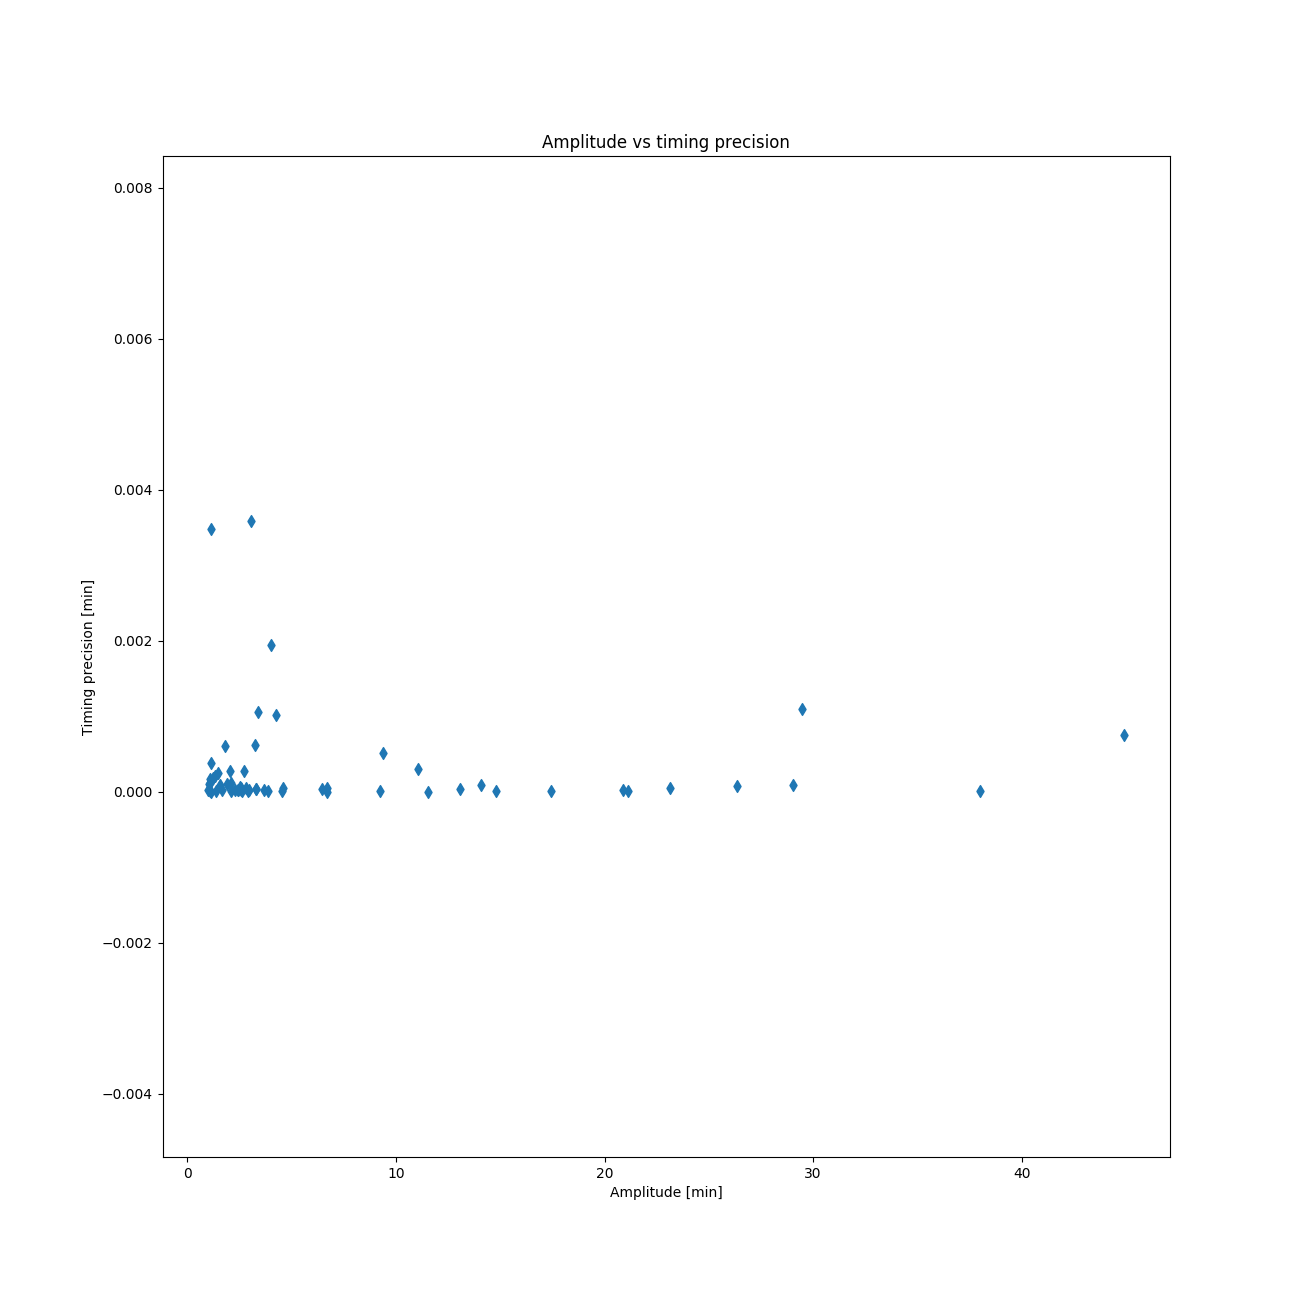 Amplitude vs timing precision
0.008
0.006
0.004
0.002
0.000
−0.002
−0.004
Timing precision [min]
0 10 20 30 40
Amplitude [min]